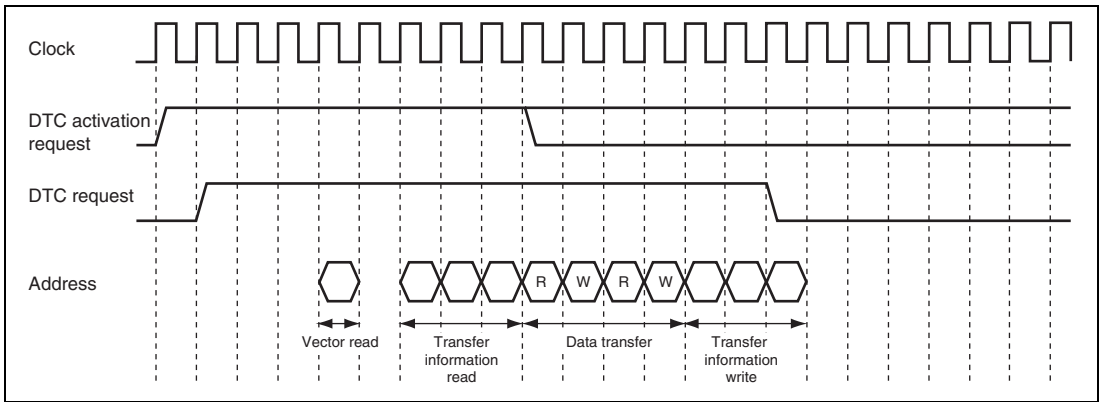 Clock
DTC activation
request
DTC request
Address
R W R W
Vector read
Transfer
information
read
Data transfer
Transfer
information
write